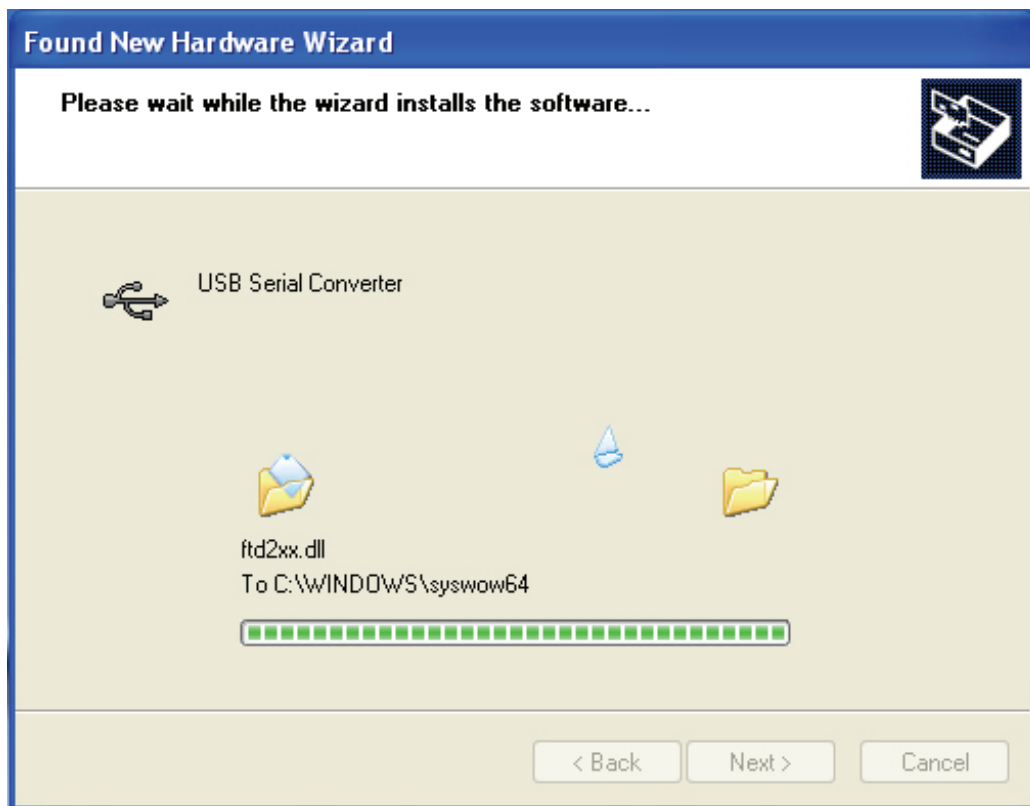 Found New Hardware Wizard
Please wait while the wizard installs the software...
USB Serial Converter
ftd2xx.dll
To C:\WINDOWS\syswow64
< Back
Next >
Cancel